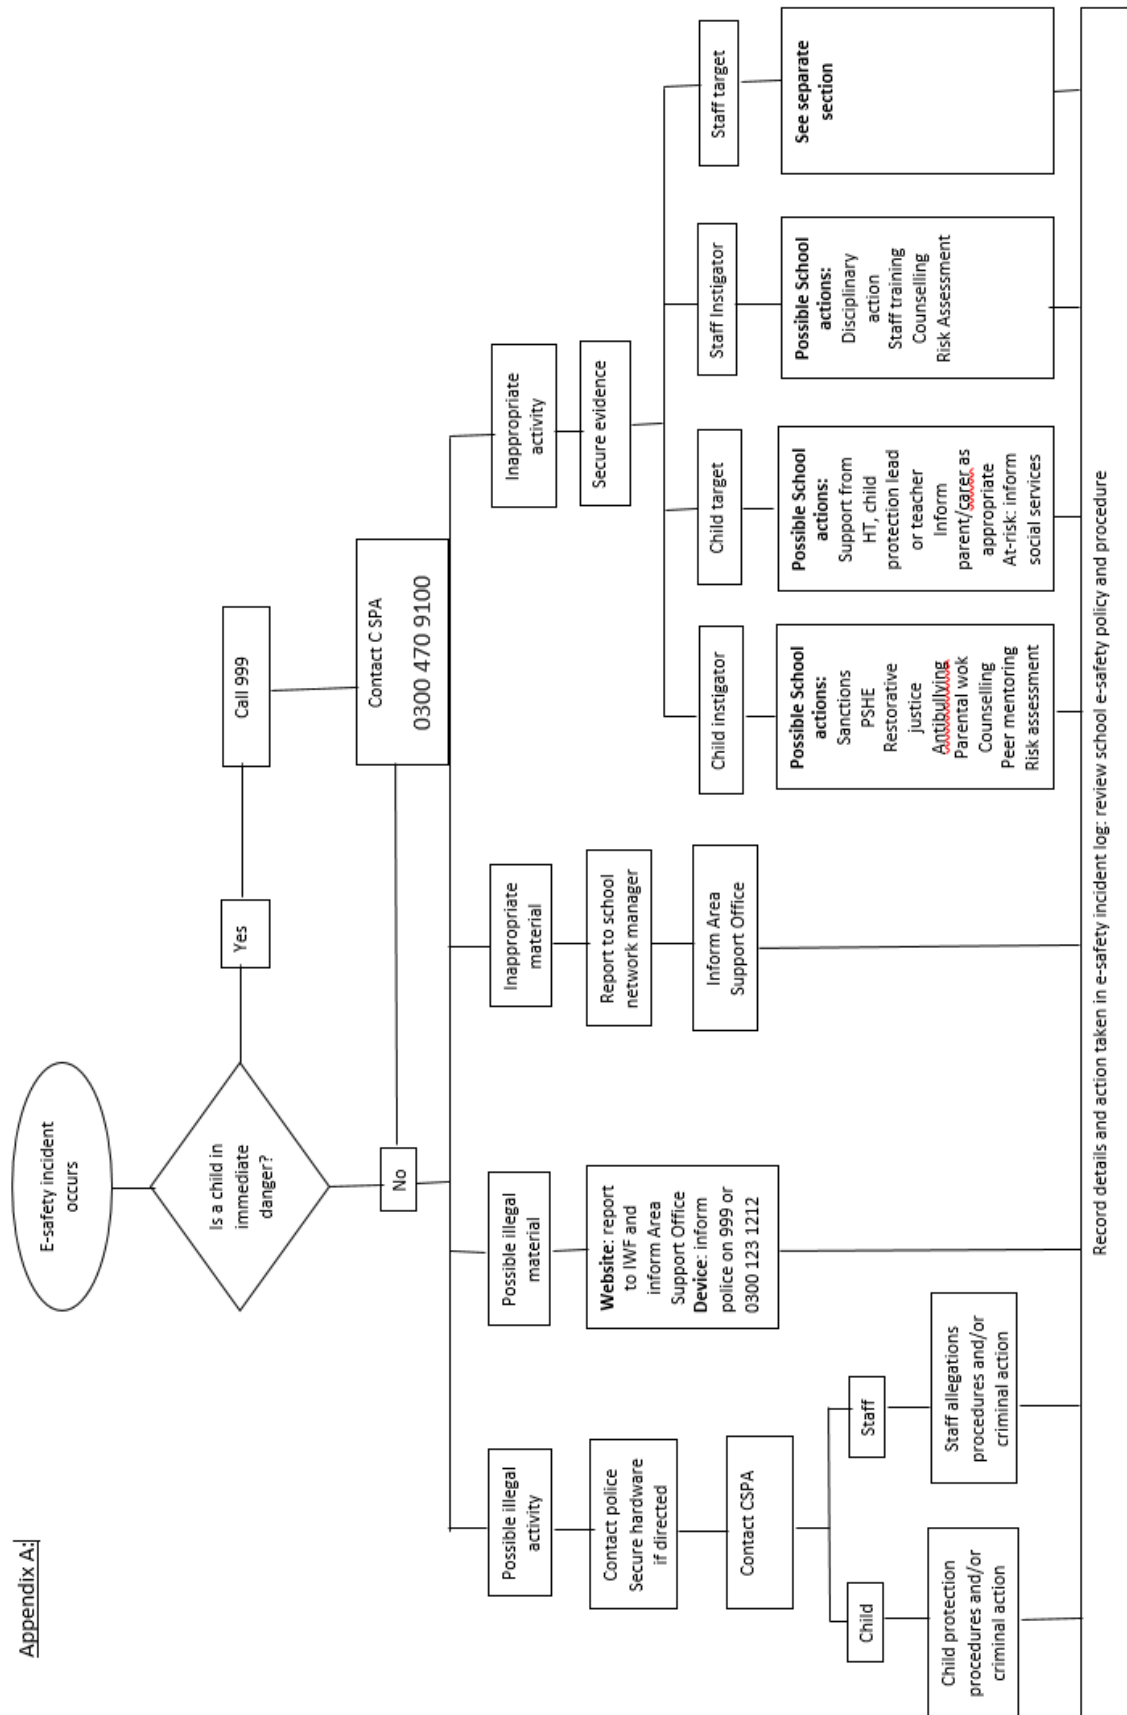 Appendix A:
E-safety incident
occurs
Is a child in
immediate
danger?
Yes
Call 999
No
Contact C SPA
0300 470 9100
Possible illegal
activity
Contact police
Secure hardware
if directed
Contact CSPA
Child
Child protection
procedures and/or
criminal action
Staff
Staff allegations
procedures and/or
criminal action
Possible illegal
material
Website: report
to IWF and
inform Area
Support Office
Device: inform
police on 999 or
0300 123 1212
Inappropriate
material
Report to school
network manager
Inform Area
Support Office
Inappropriate
activity
Secure evidence
Child instigator
Possible School
actions:
Sanctions
PSHE
Restorative
justice
Antibullying
Parental wok
Counselling
Peer mentoring
Risk assessment
Child target
Possible School
actions:
Support from
HT, child
protection lead
or teacher
Inform
parent/carer as
appropriate
At-risk: inform
social services
Staff Instigator
Possible School
actions:
Disciplinary
action
Staff training
Counselling
Risk Assessment
Staff target
See separate
section
Record details and action taken in e-safety incident log: review school e-safety policy and procedure